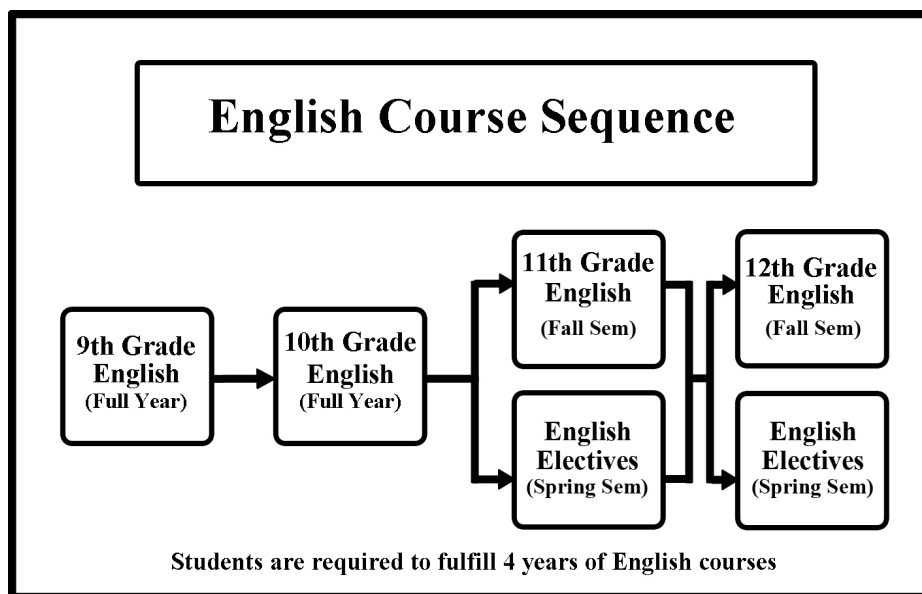 English Course Sequence
9th Grade
English
(Full Year)
10th Grade
English
(Full Year)
11th Grade
English
(Fall Sem)
English
Electives
(Spring Sem)
12th Grade
English
(Fall Sem)
English
Electives
(Spring Sem)
Students are required to fulfill 4 years of English courses